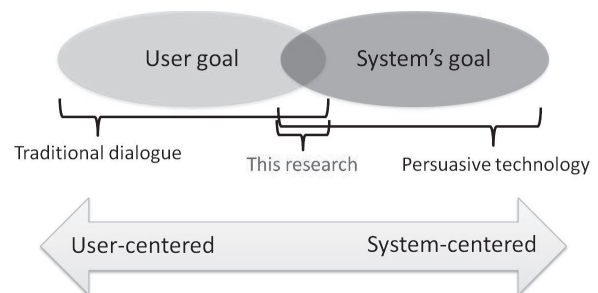 User goal
System's goal
Traditional dialogue
This research
Persuasive technology
User-centered
System-centered